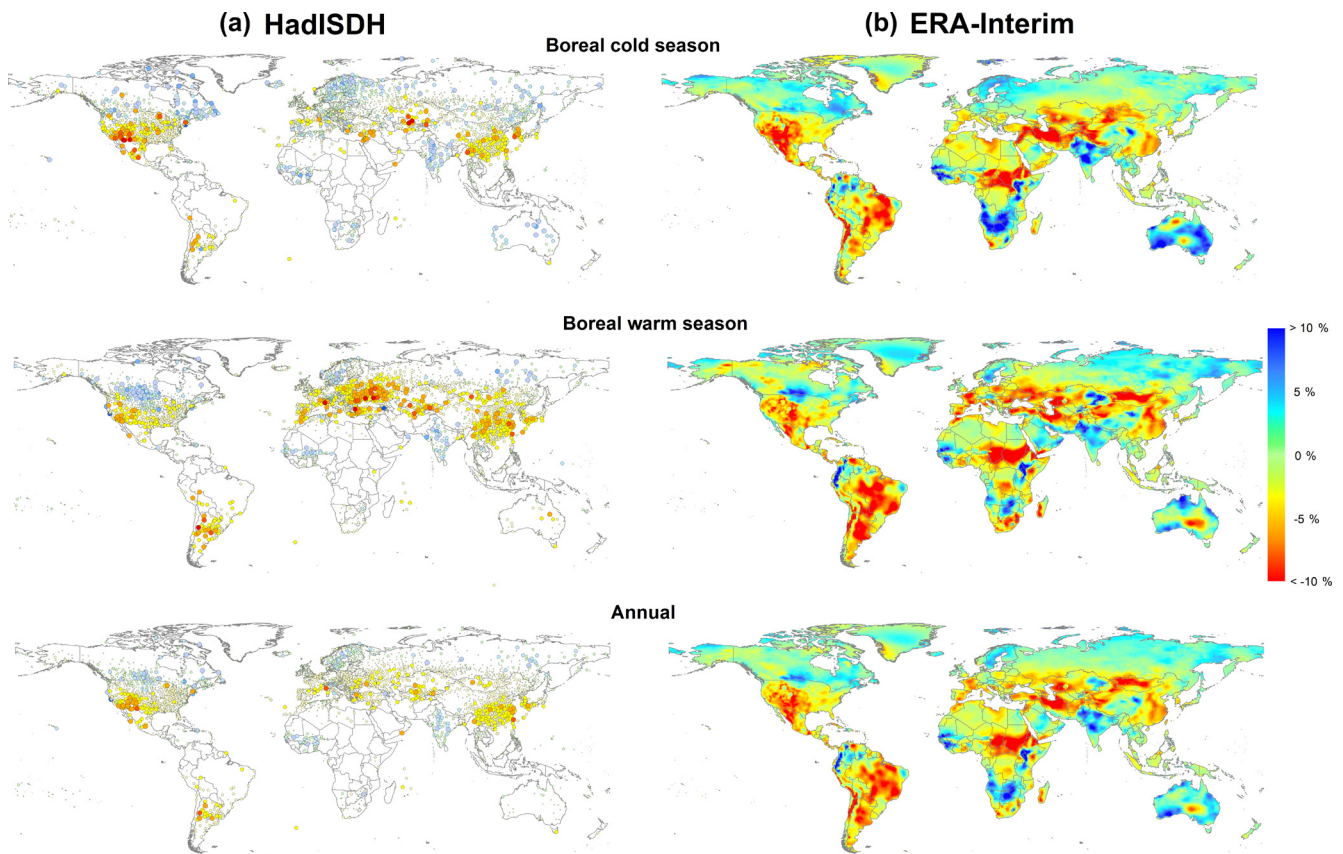 (a) HadISDH
(b) ERA-Interim
Boreal cold season
Boreal warm season
> 10 %
5 %
0 %
-5 %
< -10 %
Annual